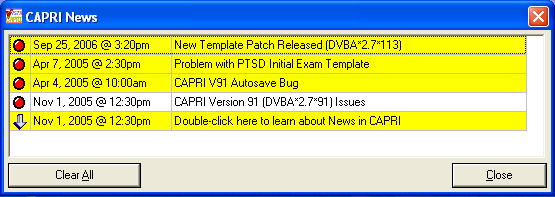 CAPRI News
Sep 25, 2006 @ 3:20pm New Template Patch Released (DVBA*2.7*113)
Apr 7, 2005 @ 2:30pm Problem with PTSD Initial Exam Template
Apr 4, 2005 @ 10:00am CAPRI V91 Autosave Bug
Nov 1, 2005 @ 12:30pm CAPRI Version 91 (DVBA*2.7*91) Issues
Nov 1, 2005 @ 12:30pm Double-click here to learn about News in CAPRI
Clear All Close